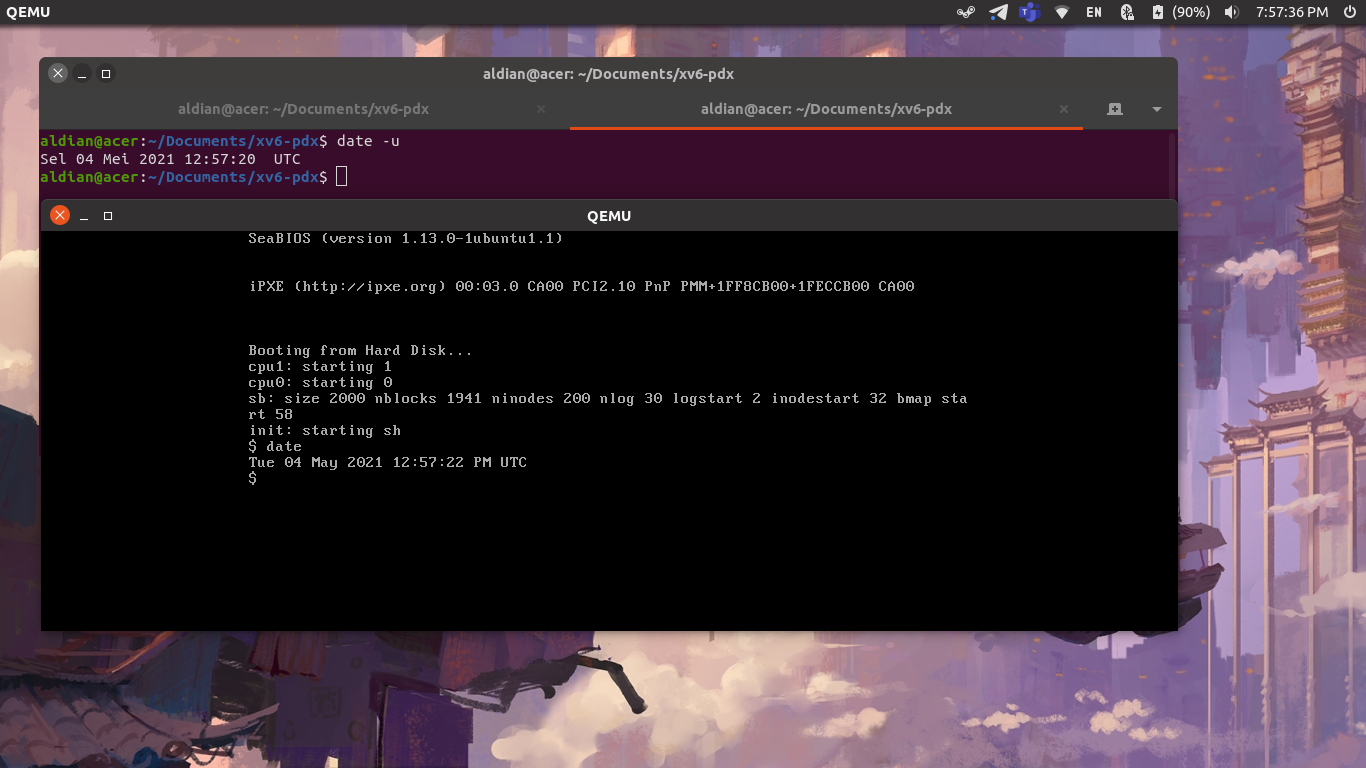 QEMU
EN (90%) 7:57:36 PM
aldian@acer: ~/Documents/xv6-pdx
aldian@acer: ~/Documents/xv6-pdx aldian@acer: ~/Documents/xv6-pdx
aldian@acer:~/Documents/xv6-pdx$ date -u
Sel 04 Mei 2021 12:57:20  UTC
aldian@acer:~/Documents/xv6-pdx$
QEMU
SeaBIOS (version 1.13.0-1ubuntu1.1)
iPXE (http://ipxe.org) 00:03.0 CA00 PCI2.10 PnP PMM+1FF8CB00+1FECCB00 CA00
Booting from Hard Disk...
cpu1: starting 1
cpu0: starting 0
sb: size 2000 nblocks 1941 ninodes 200 nlog 30 logstart 2 inodestart 32 bmap sta
rt 58
init: starting sh
$ date
Tue 04 May 2021 12:57:22 PM UTC
$